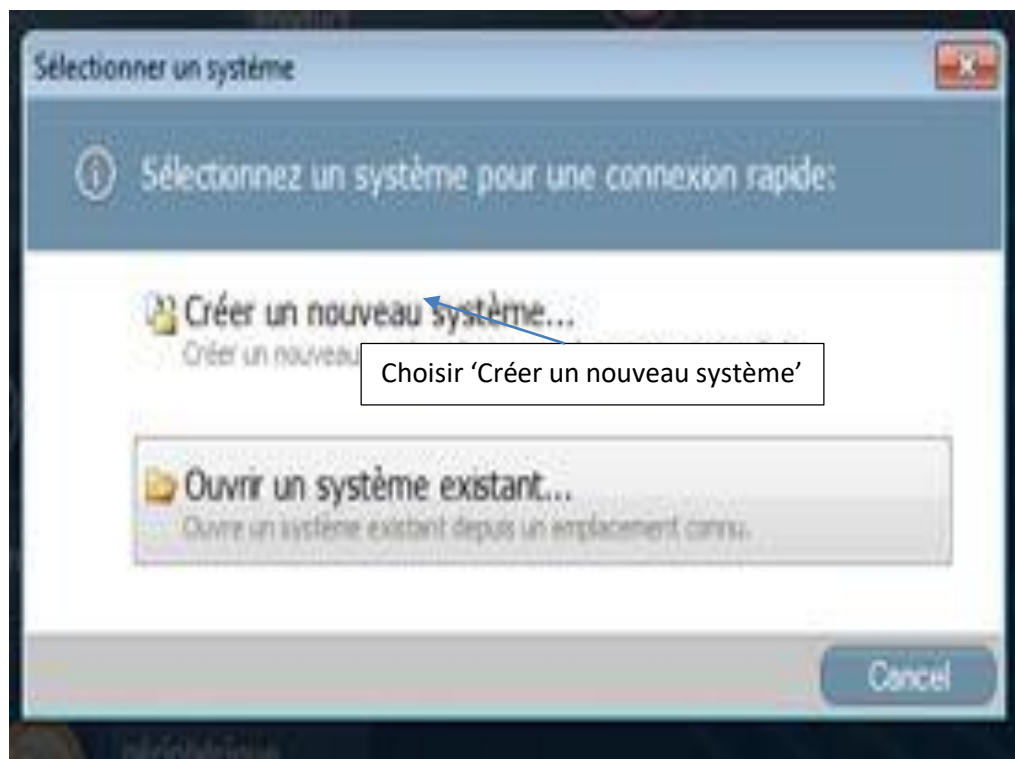 Sélectionner un système
Sélectionnez un système pour une connexion rapide:
Créer un nouveau système...
Créer un nouveau
Choisir ‘Créer un nouveau système’
Ouvrir un système existant...
Ouvre un système existant depuis un emplacement connu.
Cancel